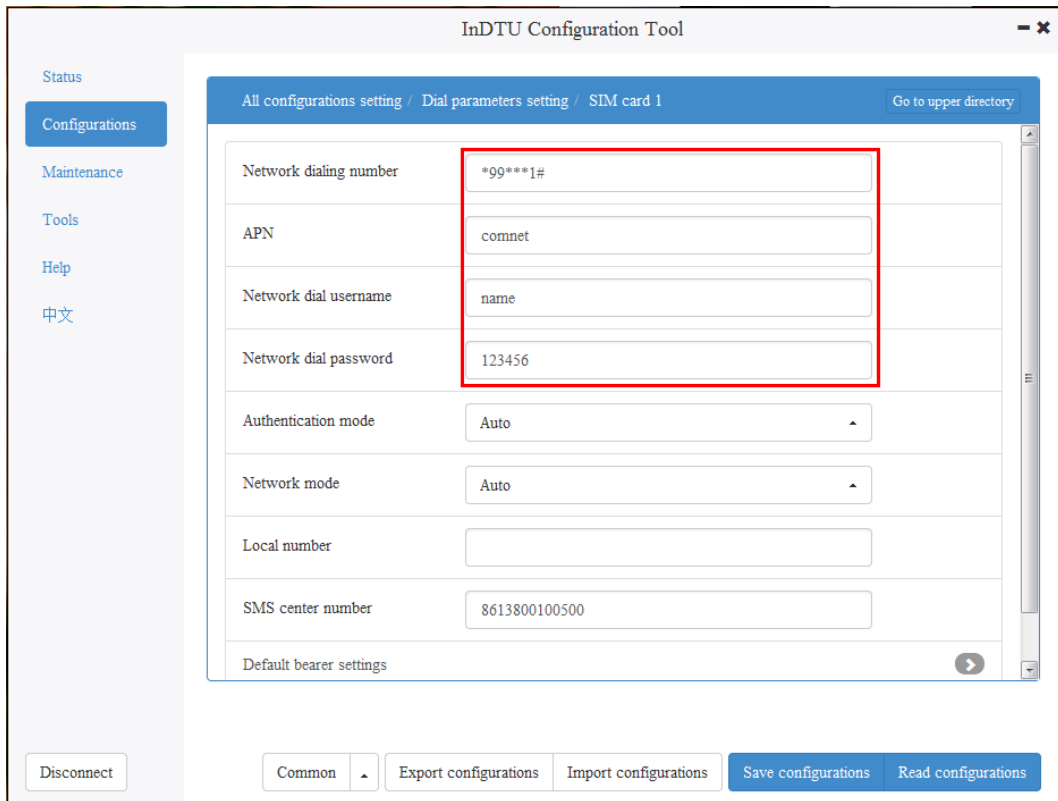 InDTU Configuration Tool
Status
Configurations
Maintenance
Tools
Help
中文
All configurations setting / Dial parameters setting / SIM card 1
Go to upper directory
Network dialing number
*99***1#
APN
comnet
Network dial username
name
Network dial password
123456
Authentication mode
Auto
Network mode
Auto
Local number
SMS center number
8613800100500
Default bearer settings
Disconnect
Common
Export configurations
Import configurations
Save configurations
Read configurations